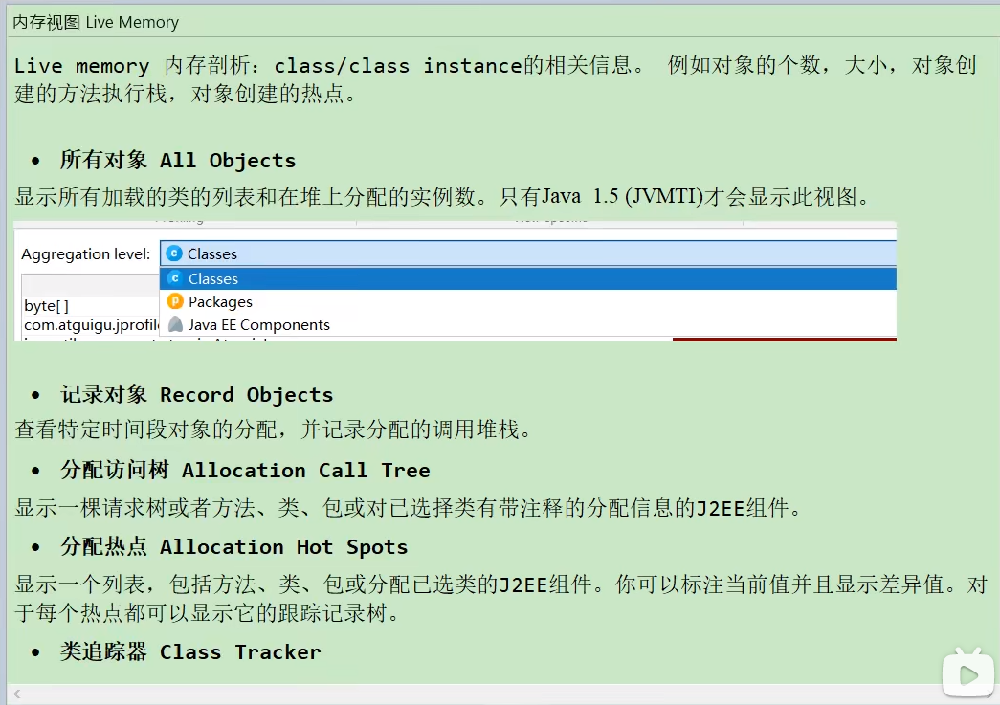 内存视图 Live Memory
Live memory 内存剖析：class/class instance的相关信息。 例如对象的个数，大小，对象创
建的方法执行栈，对象创建的热点。
• 所有对象 All Objects
显示所有加载的类的列表和在堆上分配的实例数。只有Java 1.5 (JVMTI)才会显示此视图。
Aggregation level: Classes
Classes
byte[]
Packages
com.atguigu.jprofile
Java EE Components
• 记录对象 Record Objects
查看特定时间段对象的分配，并记录分配的调用堆栈。
• 分配访问树 Allocation Call Tree
显示一棵请求树或者方法、类、包或对已选择类有带注释的分配信息的J2EE组件。
• 分配热点 Allocation Hot Spots
显示一个列表，包括方法、类、包或分配已选类的J2EE组件。你可以标注当前值并且显示差异值。对
于每个热点都可以显示它的跟踪记录树。
• 类追踪器 Class Tracker